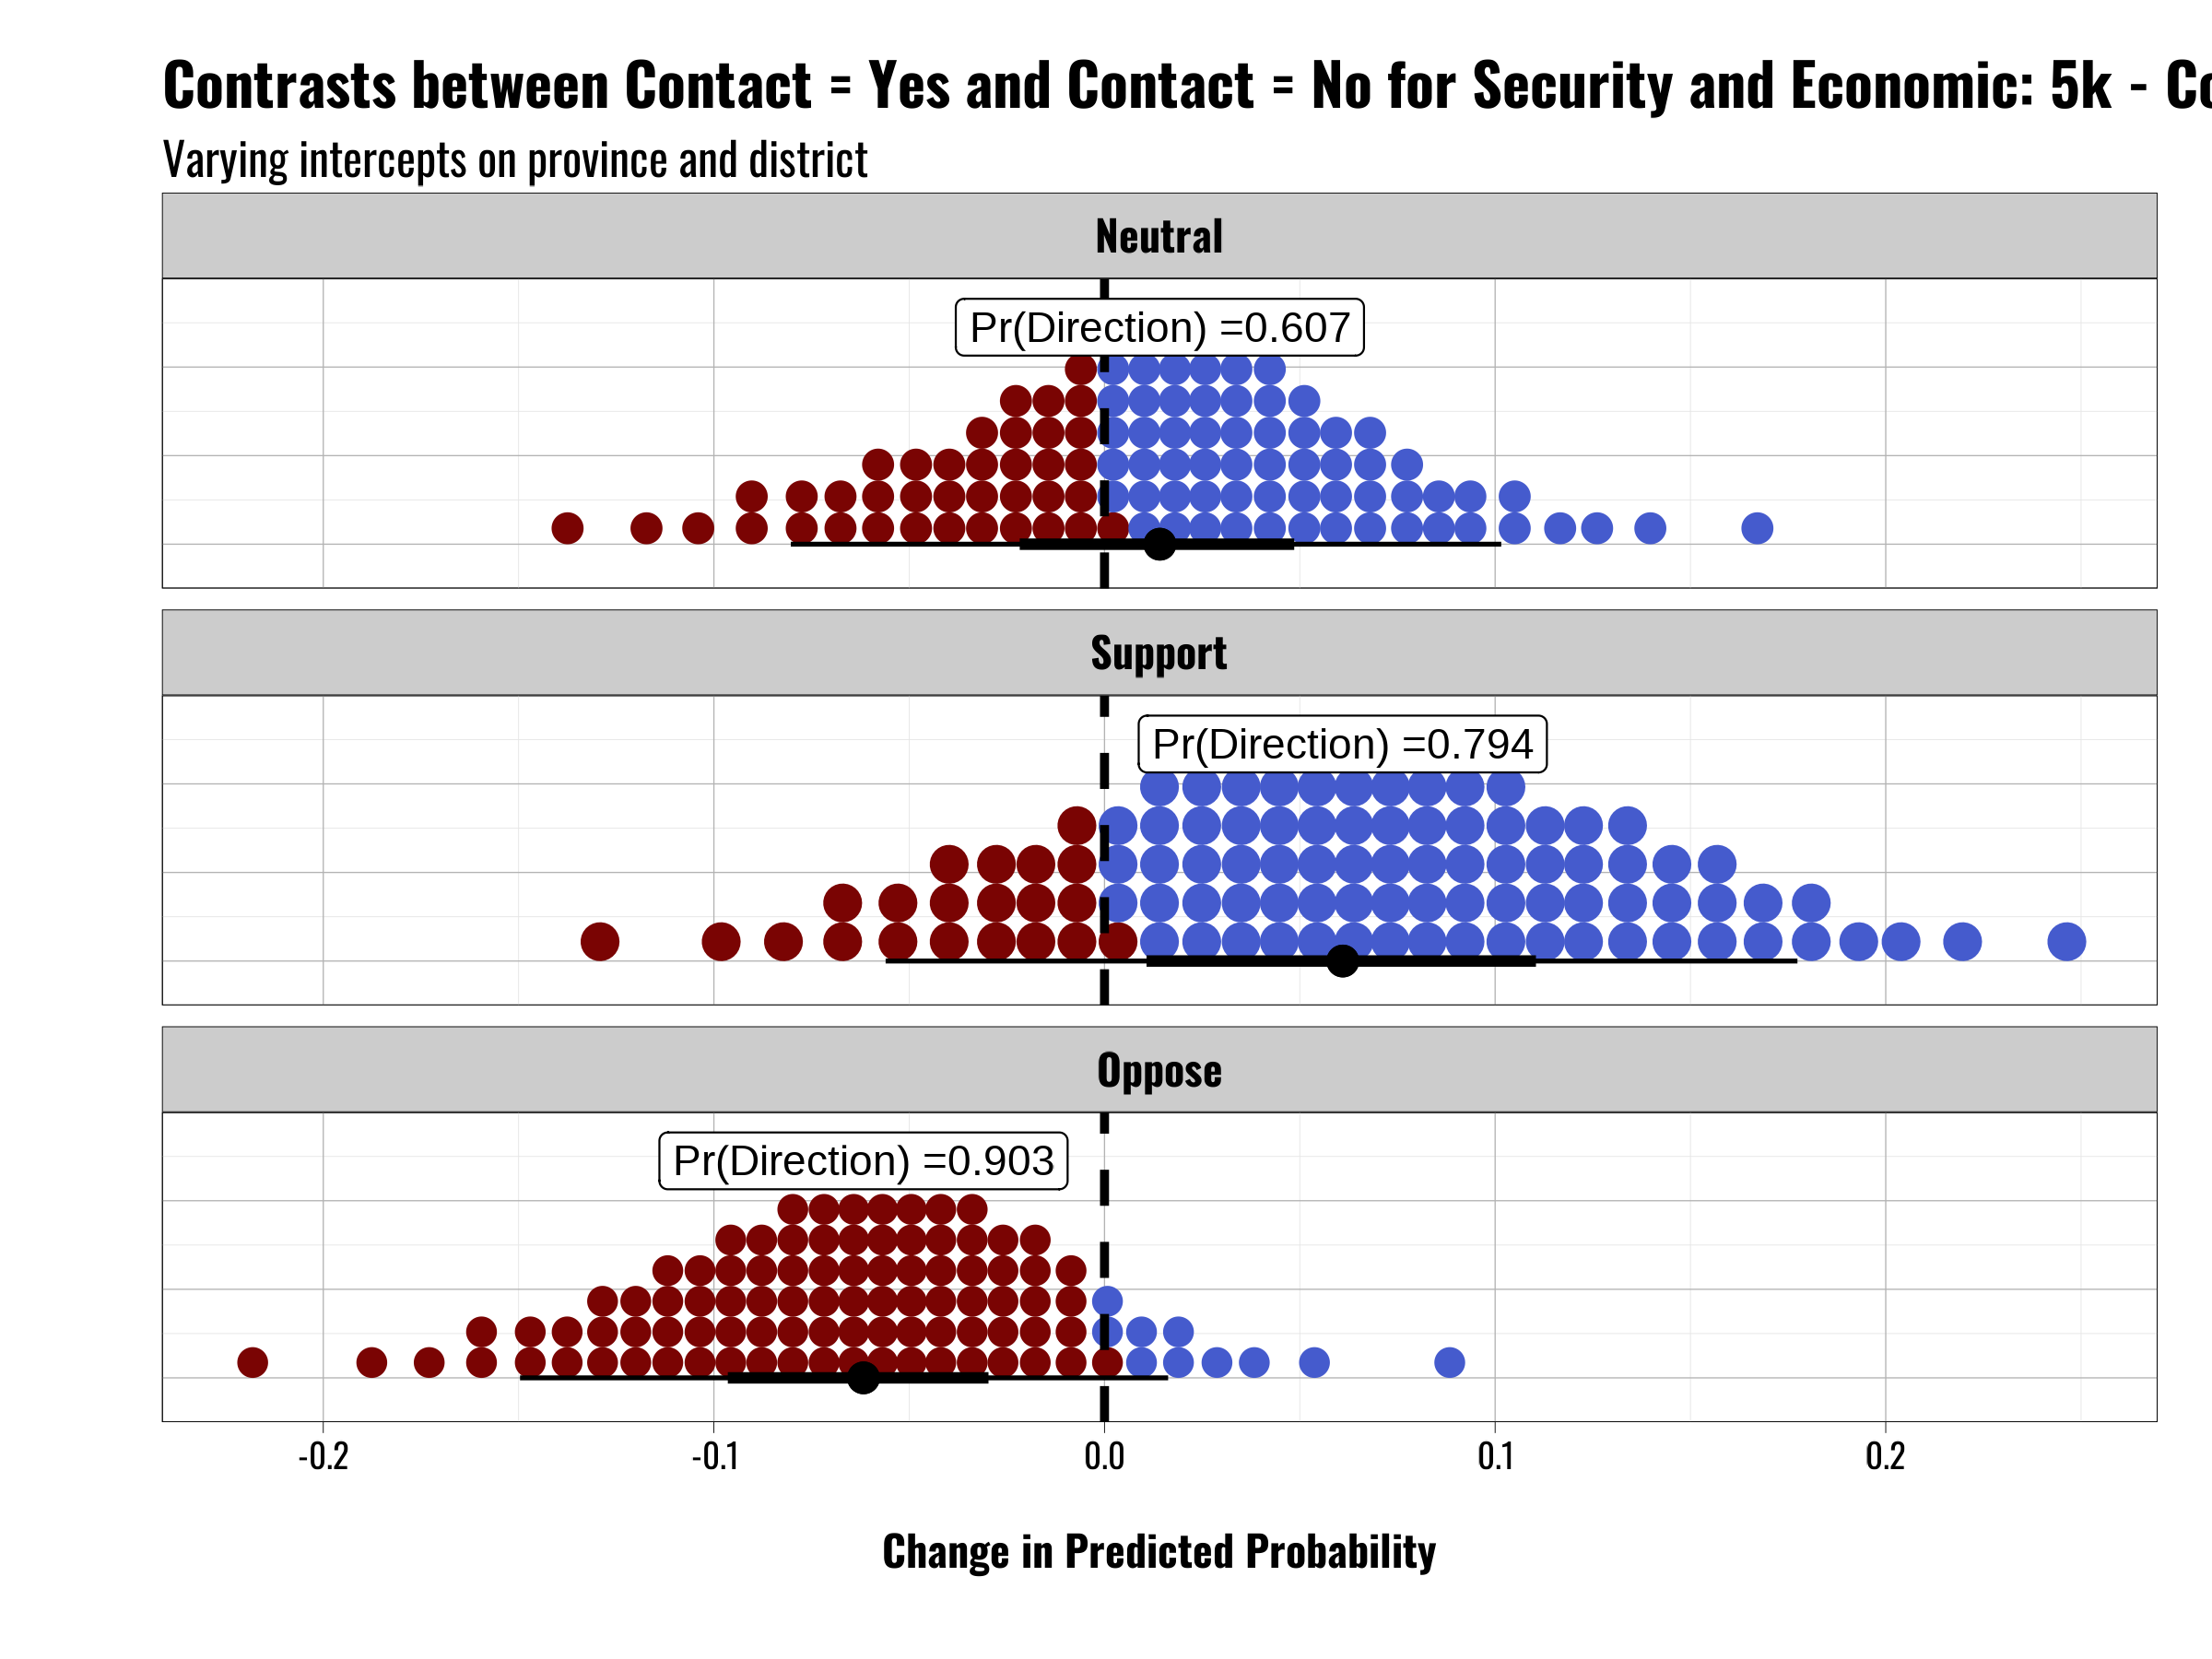 Contrasts between Contact = Yes and Contact = No for Security and Economic: 5k - Co
Varying intercepts on province and district
Neutral
Pr(Direction) =0.607
Support
Pr(Direction) =0.794
Oppose
Pr(Direction) =0.903
-0.2 -0.1 0.0 0.1 0.2
Change in Predicted Probability